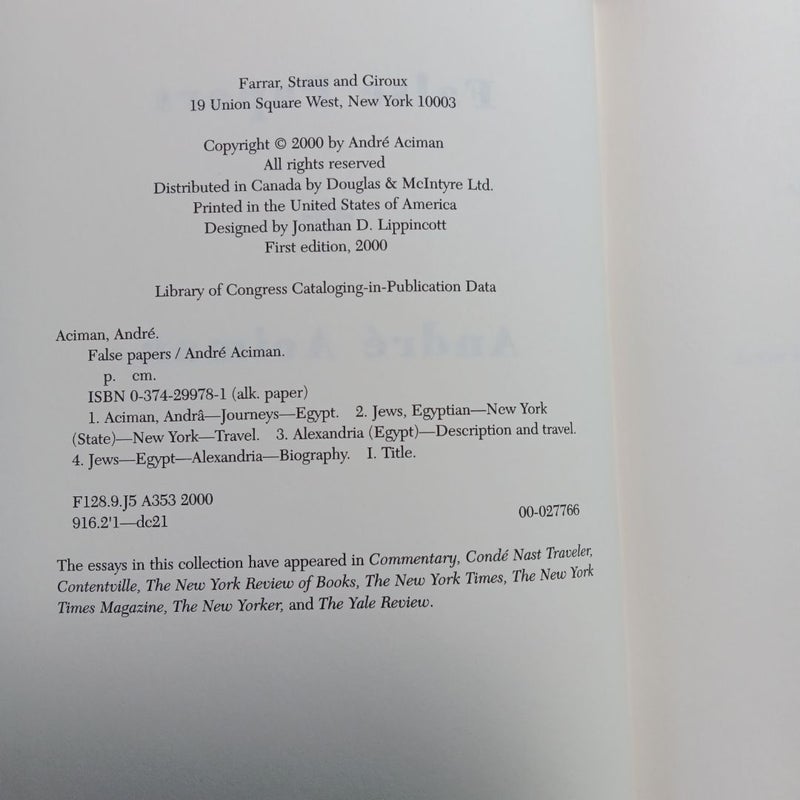 Farrar, Straus and Giroux
19 Union Square West, New York 10003
Copyright © 2000 by André Aciman
All rights reserved
Distributed in Canada by Douglas & McIntyre Ltd.
Printed in the United States of America
Designed by Jonathan D. Lippincott
First edition, 2000
Library of Congress Cataloging-in-Publication Data
Aciman, André.
False papers / André Aciman.
p. cm.
ISBN 0-374-29978-1 (alk. paper)
1. Aciman, Andrâ—Journeys—Egypt. 2. Jews, Egyptian—New York
(State)—New York—Travel. 3. Alexandria (Egypt)—Description and travel.
4. Jews—Egypt—Alexandria—Biography. I. Title.
F128.9.J5 A353 2000
916.2'1—dc21
00-027766
The essays in this collection have appeared in Commentary, Condé Nast Traveler,
Contentville, The New York Review of Books, The New York Times, The New York
Times Magazine, The New Yorker, and The Yale Review.